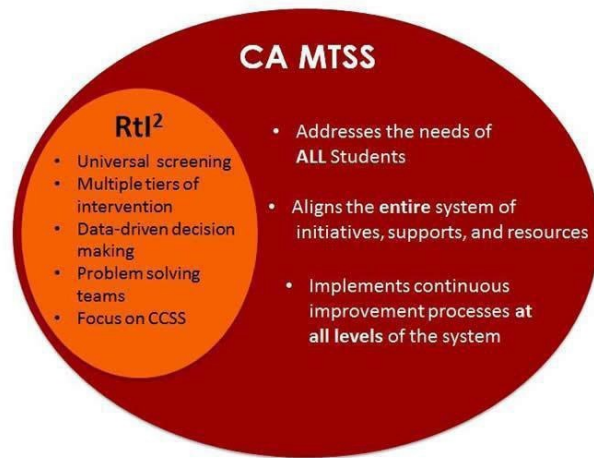 CA MTSS
RtI²
• Universal screening
• Multiple tiers of
intervention
• Data-driven decision
making
• Problem solving
teams
• Focus on CCSS
• Addresses the needs of
ALL Students
• Aligns the entire system of
initiatives, supports, and resources
• Implements continuous
improvement processes at
all levels of the system